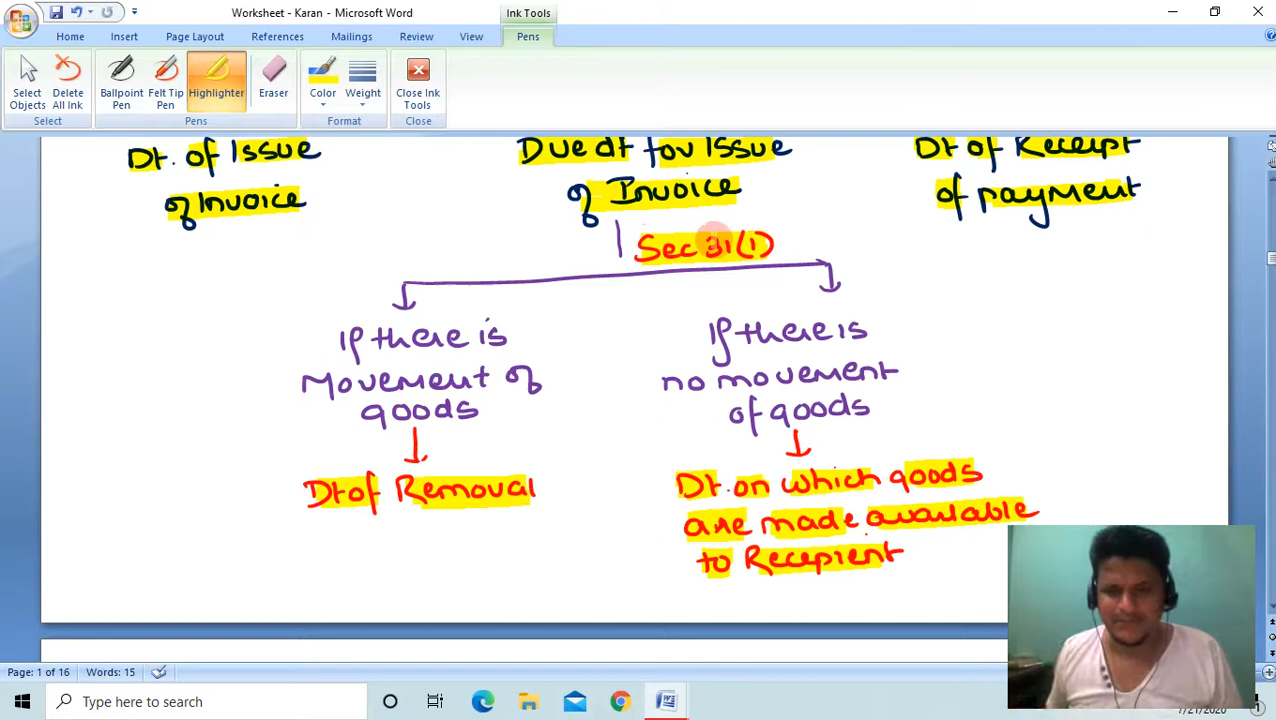 Worksheet - Karan - Microsoft Word
Ink Tools
Home
Insert
Page Layout
References
Mailings
Review
View
Pens
Select Objects
Delete All Ink
Ballpoint Pen
Felt Tip Pen
Highlighter
Eraser
Color
Weight
Close Ink Tools
Select
Pens
Format
Close
Dt. of Issue
of Invoice
Due dt for Issue
of Invoice
Dt of Receipt
of payment
Sec 31(1)
If there is
Movement of
goods
Dt of Removal
If there is
no movement
of goods
Dt. on which goods
are made available
to Recepient
Page: 1 of 16
Words: 15
Type here to search
7/21/2020